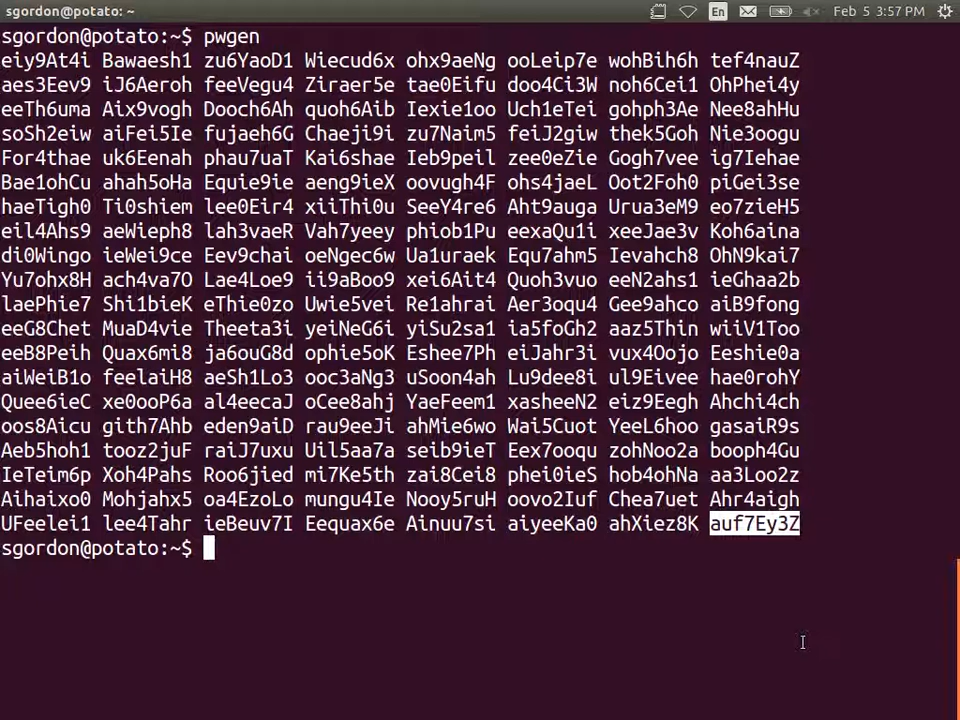 sgordon@potato: ~ En Feb 5 3:57 PM
sgordon@potato:~$ pwgen
eiy9At4i Bawaesh1 zu6YaoD1 Wiecud6x ohx9aeNg ooLeip7e wohBih6h tef4nauZ
aes3Eev9 iJ6Aeroh feeVegu4 Ziraer5e tae0Eifu doo4Ci3W noh6Cei1 OhPhei4y
eeTh6uma Aix9vogh Dooch6Ah quoh6Aib Iexie1oo Uch1eTei gohph3Ae Nee8ahHu
soSh2eiw aiFei5Ie fujaeh6G Chaeji9i zu7Naim5 feiJ2giw thek5Goh Nie3oogu
For4thae uk6Eenah phau7uaT Kai6shae Ieb9peil zee0eZie Gogh7vee ig7Iehae
Bae1ohCu ahah5oHa Equie9ie aeng9ieX oovugh4F ohs4jaeL Oot2Foh0 piGei3se
haeTigh0 Ti0shiem lee0Eir4 xiiThi0u SeeY4re6 Aht9auga Urua3eM9 eo7zieH5
eil4Ahs9 aeWieph8 lah3vaeR Vah7yeey phiob1Pu eexaQu1i xeeJae3v Koh6aina
di0Wingo ieWei9ce Eev9chai oeNgec6w Ua1uraek Equ7ahm5 Ievahch8 OhN9kai7
Yu7ohx8H ach4va7O Lae4Loe9 ii9aBoo9 xei6Ait4 Quoh3vuo eeN2ahs1 ieGhaa2b
laePhie7 Shi1bieK eThie0zo Uwie5vei Re1ahrai Aer3oqu4 Gee9ahco aiB9fong
eeG8Chet MuaD4vie Theeta3i yeiNeG6i yiSu2sa1 ia5foGh2 aaz5Thin wiiV1Too
eeB8Peih Quax6mi8 ja6ouG8d ophie5oK Eshee7Ph eiJahr3i vux4Oojo Eeshie0a
aiWeiB1o feelaiH8 aeSh1Lo3 ooc3aNg3 uSoon4ah Lu9dee8i ul9Eivee hae0rohY
Quee6ieC xe0ooP6a al4eecaJ oCee8ahj YaeFeem1 xasheeN2 eiz9Eegh Ahchi4ch
oos8Aicu gith7Ahb eden9aiD rau9eeJi ahMie6wo Wai5Cuot YeeL6hoo gasaiR9s
Aeb5hoh1 tooz2juF raiJ7uxu Uil5aa7a seib9ieT Eex7ooqu zohNoo2a booph4Gu
IeTeim6p Xoh4Pahs Roo6jied mi7Ke5th zai8Cei8 phei0ieS hob4ohNa aa3Loo2z
Aihaixo0 Mohjahx5 oa4EzoLo mungu4Ie Nooy5ruH oovo2Iuf Chea7uet Ahr4aigh
UFeelei1 lee4Tahr ieBeuv7I Eequax6e Ainuu7si aiyeeKa0 ahXiez8K auf7Ey3Z
sgordon@potato:~$